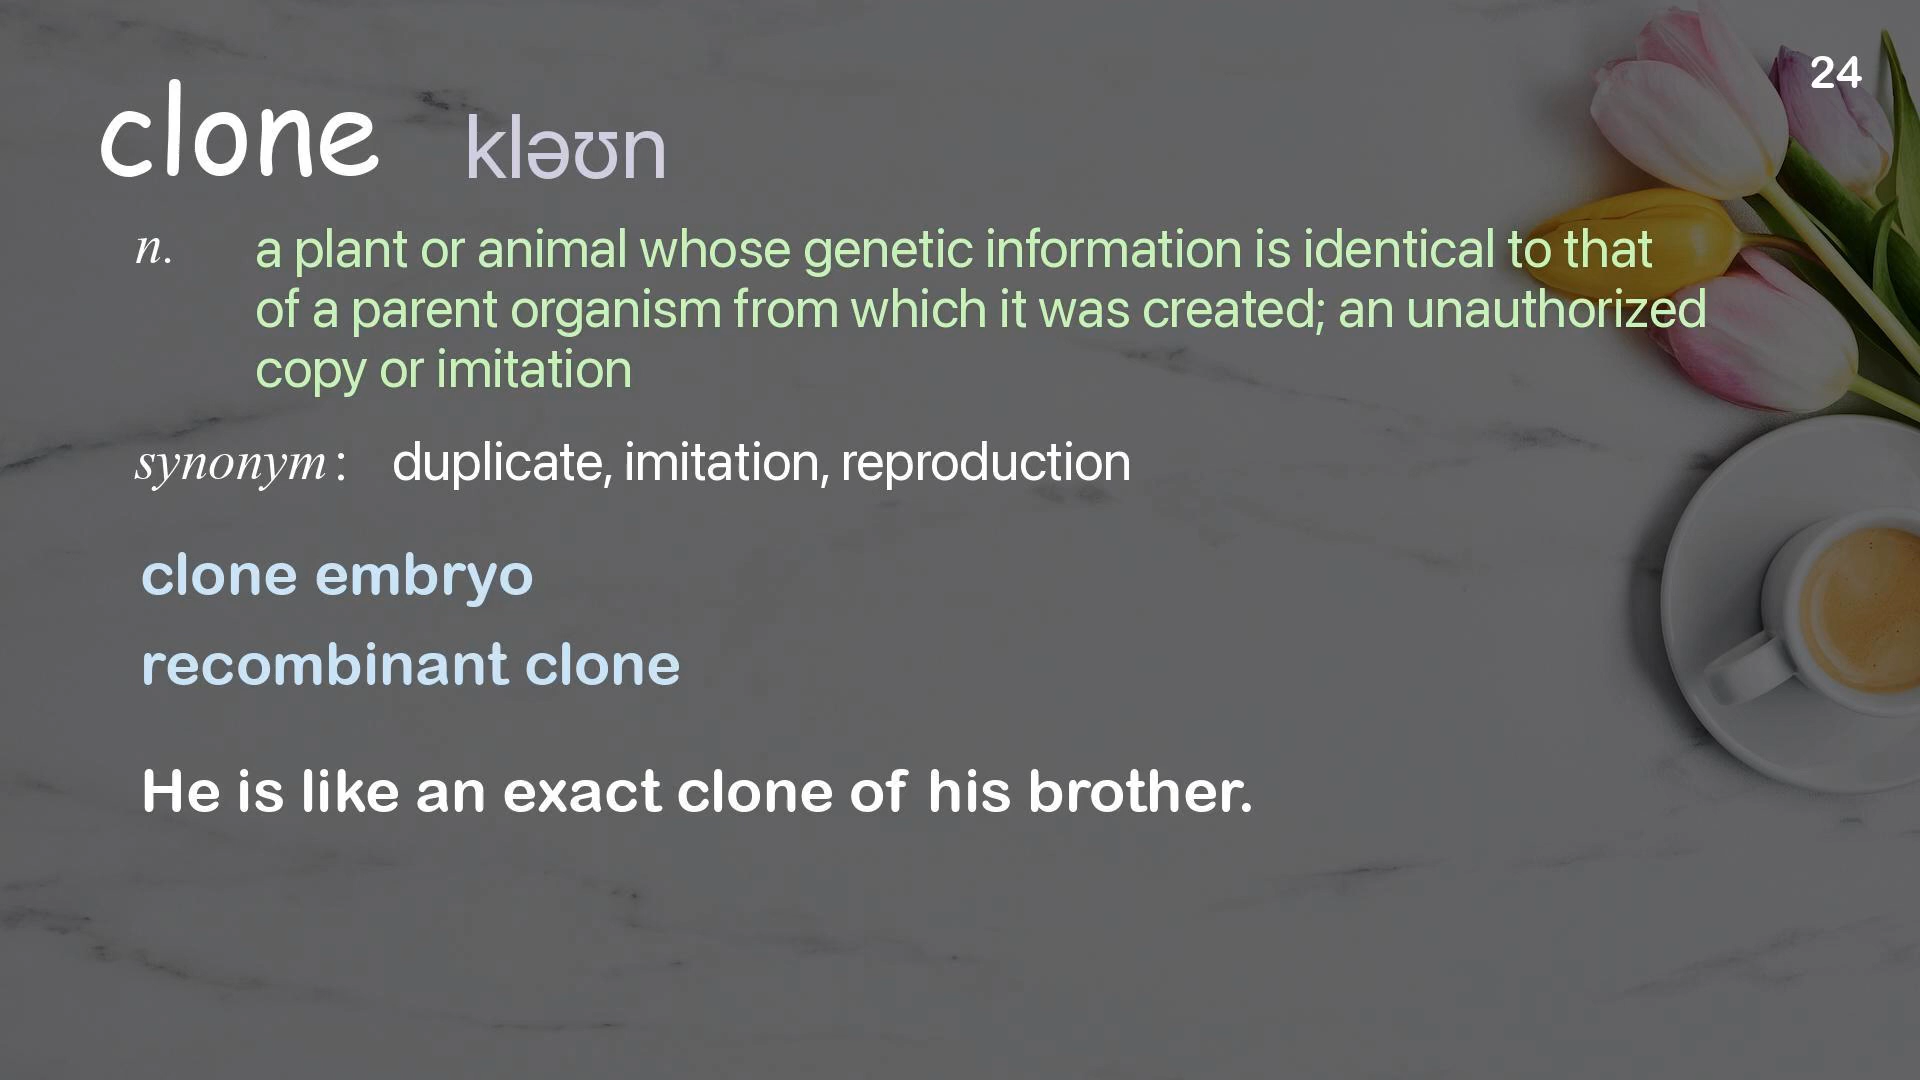 24
clone kləʊn
n. a plant or animal whose genetic information is identical to that
of a parent organism from which it was created; an unauthorized
copy or imitation
synonym: duplicate, imitation, reproduction
clone embryo
recombinant clone
He is like an exact clone of his brother.